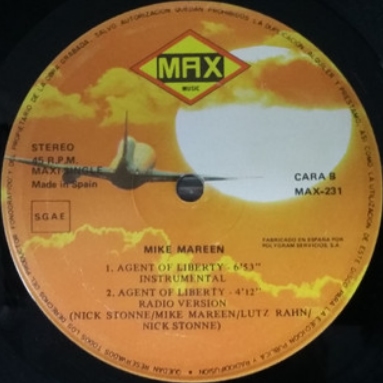 MAX
MUSIC
STEREO
45 R.P.M.
MAXI SINGLE
Made in Spain
SGAE
CARA B
MAX-231
FABRICADO EN ESPAÑA POR
POLYGRAM SERVICIOS, S.A.
MIKE MAREEN
1. AGENT OF LIBERTY - 6'53"
INSTRUMENTAL
2. AGENT OF LIBERTY - 4'12"
RADIO VERSION
(NICK STONNE/MIKE MAREEN/LUTZ RAHN/
NICK STONNE)